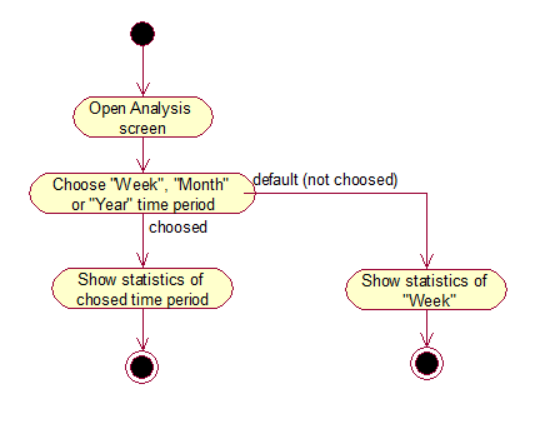 Open Analysis
screen
Choose "Week", "Month"
or "Year" time period
default (not choosed)
choosed
Show statistics of
chosed time period
Show statistics of
"Week"